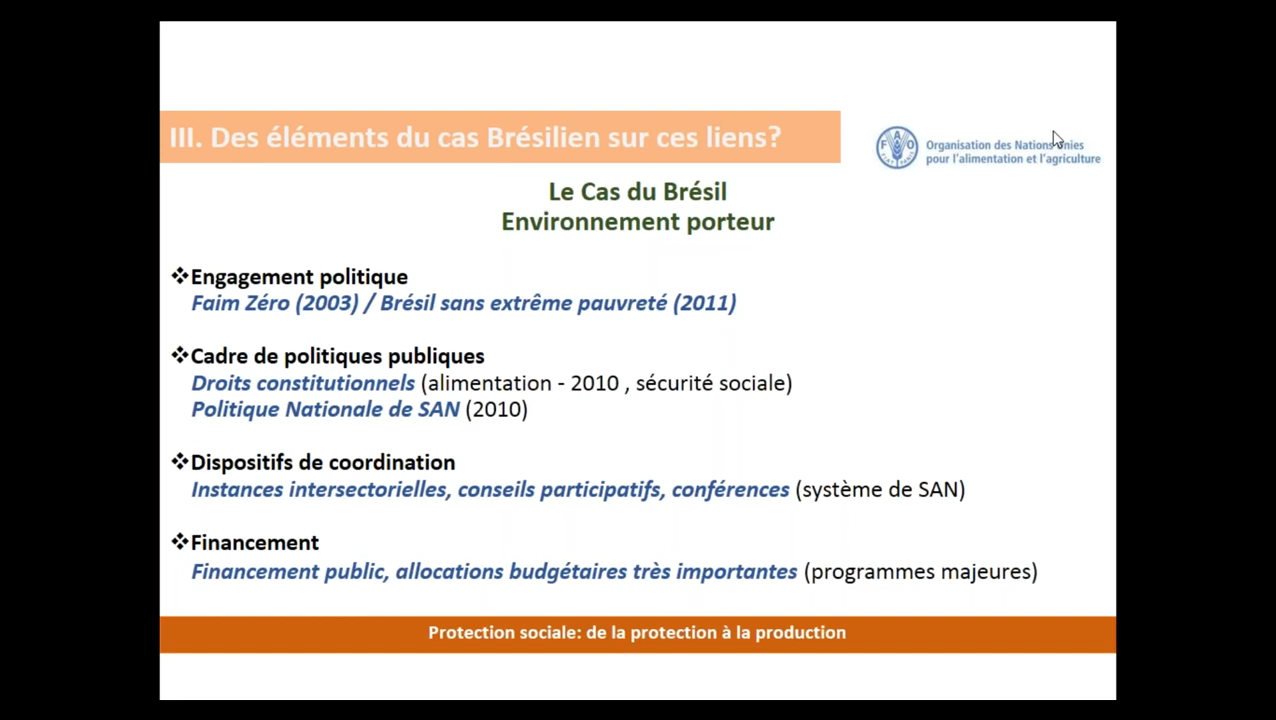 III. Des éléments du cas Brésilien sur ces liens?
F A O
FIAT PANIS
Organisation des Nations Unies
pour l'alimentation et l'agriculture
Le Cas du Brésil
Environnement porteur
❖Engagement politique
Faim Zéro (2003) / Brésil sans extrême pauvreté (2011)
❖Cadre de politiques publiques
Droits constitutionnels (alimentation - 2010 , sécurité sociale)
Politique Nationale de SAN (2010)
❖Dispositifs de coordination
Instances intersectorielles, conseils participatifs, conférences (système de SAN)
❖Financement
Financement public, allocations budgétaires très importantes (programmes majeures)
Protection sociale: de la protection à la production